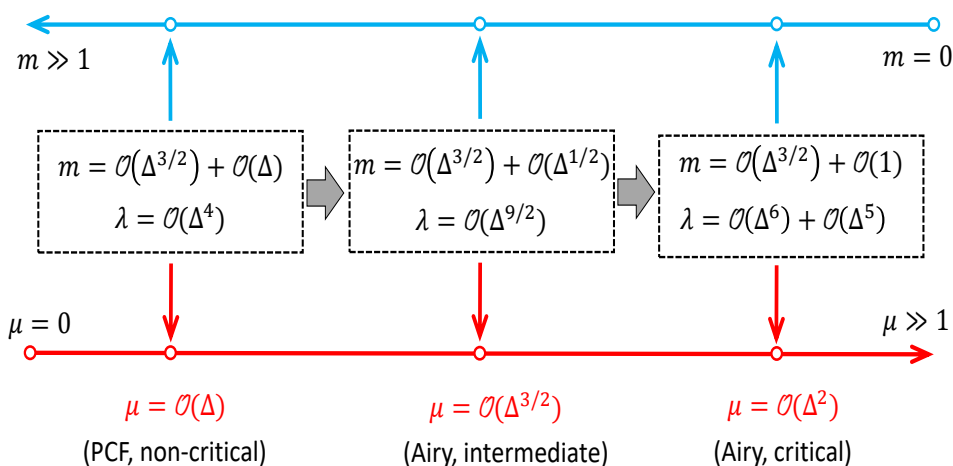 m ≫ 1
m = 0
m = 𝒪(Δ^{3/2}) + 𝒪(Δ)
λ = 𝒪(Δ^4)
m = 𝒪(Δ^{3/2}) + 𝒪(Δ^{1/2})
λ = 𝒪(Δ^{9/2})
m = 𝒪(Δ^{3/2}) + 𝒪(1)
λ = 𝒪(Δ^6) + 𝒪(Δ^5)
μ = 0
μ ≫ 1
μ = 𝒪(Δ)
(PCF, non-critical)
μ = 𝒪(Δ^{3/2})
(Airy, intermediate)
μ = 𝒪(Δ^2)
(Airy, critical)